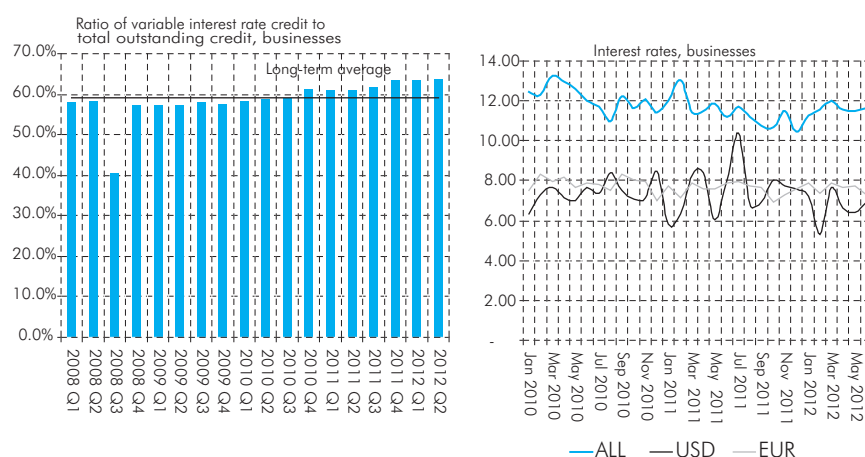 Ratio of variable interest rate credit to
total outstanding credit, businesses
70.0%
Long-term average
60.0%
50.0%
40.0%
30.0%
20.0%
10.0%
0.0%
2008 Q1
2008 Q2
2008 Q3
2008 Q4
2009 Q1
2009 Q2
2009 Q3
2009 Q4
2010 Q1
2010 Q2
2010 Q3
2010 Q4
2011 Q1
2011 Q2
2011 Q3
2011 Q4
2012 Q1
2012 Q2
Interest rates, businesses
14.00
12.00
10.00
8.00
6.00
4.00
2.00
-
Jan 2010
Mar 2010
May 2010
Jul 2010
Sep 2010
Nov 2010
Jan 2011
Mar 2011
May 2011
Jul 2011
Sep 2011
Nov 2011
Jan 2012
Mar 2012
May 2012
ALL USD EUR